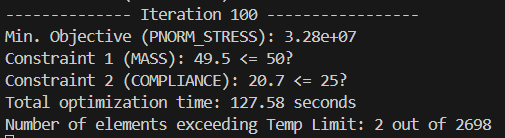 -------------- Iteration 100 -----------------
Min. Objective (PNORM_STRESS): 3.28e+07
Constraint 1 (MASS): 49.5 <= 50?
Constraint 2 (COMPLIANCE): 20.7 <= 25?
Total optimization time: 127.58 seconds
Number of elements exceeding Temp Limit: 2 out of 2698